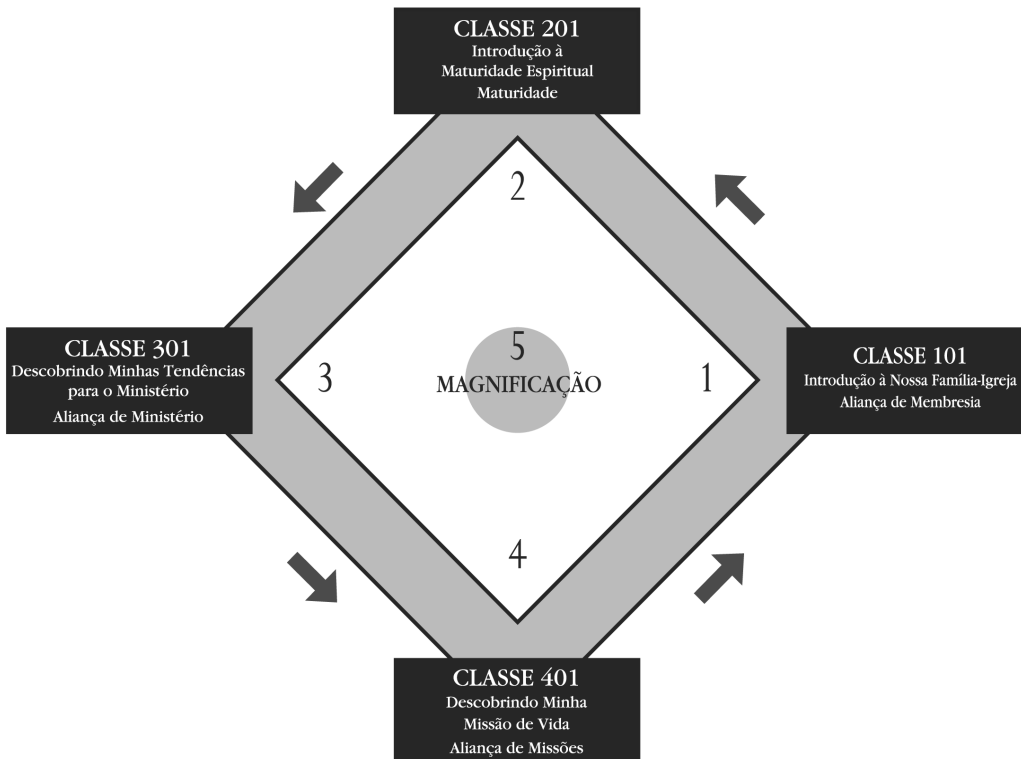 CLASSE 201
Introdução à
Maturidade Espiritual
Maturidade
2
CLASSE 301
Descobrindo Minhas Tendências
para o Ministério
Aliança de Ministério
3
5
MAGNIFICAÇÃO
1
CLASSE 101
Introdução à Nossa Família-Igreja
Aliança de Membresia
4
CLASSE 401
Descobrindo Minha
Missão de Vida
Aliança de Missões